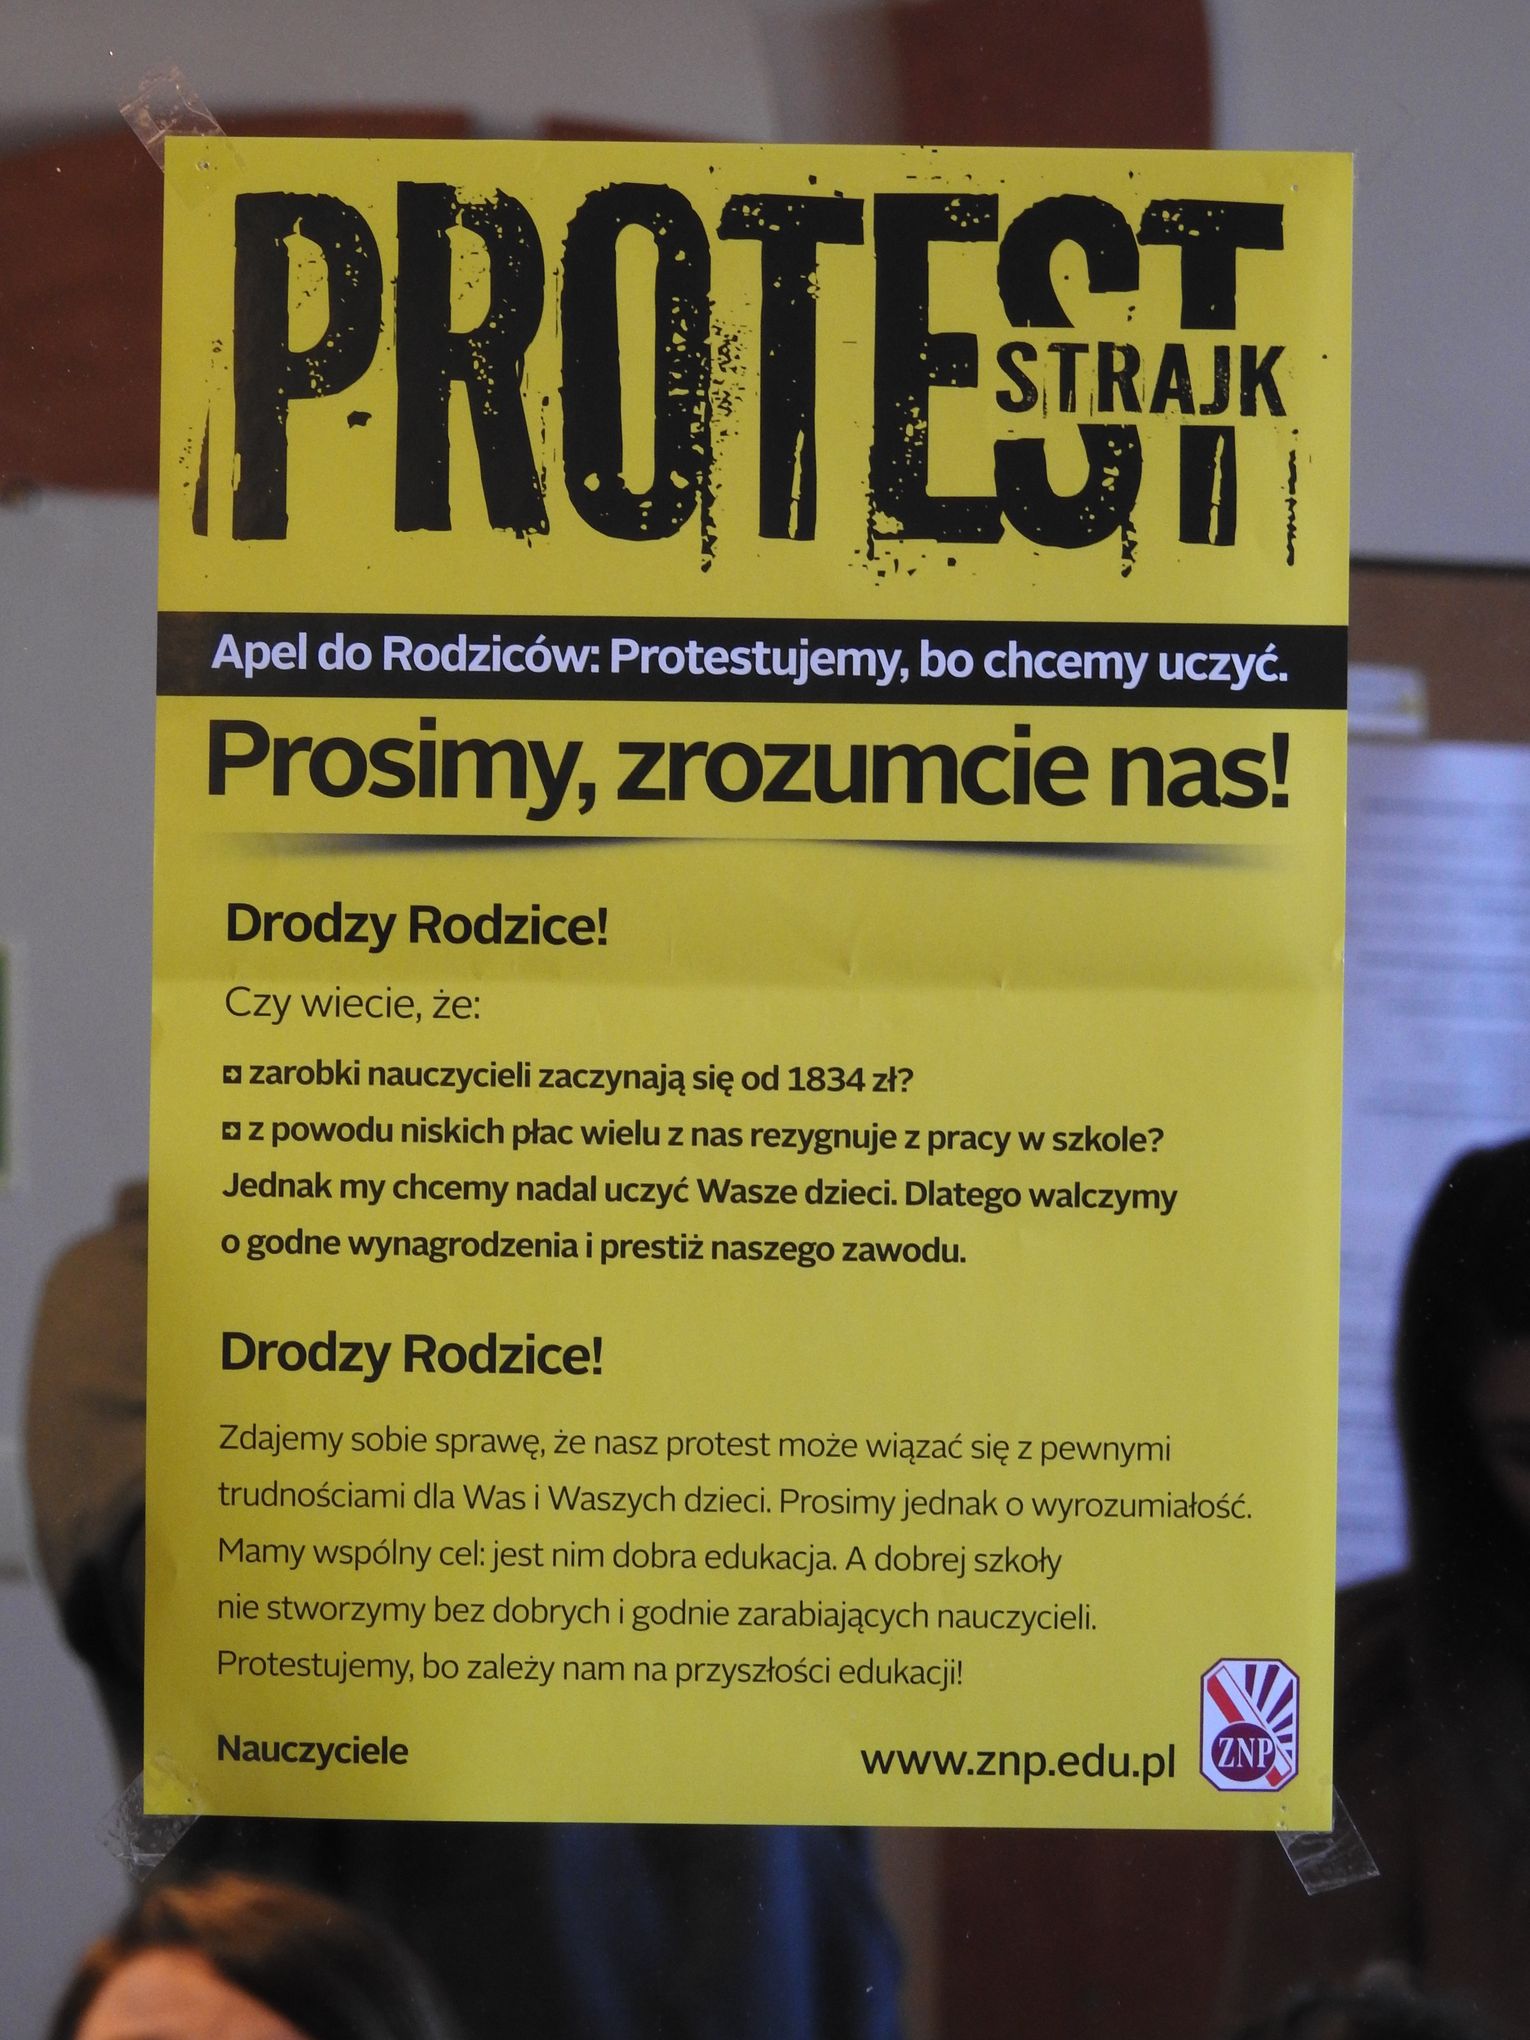 PROTEST
STRAJK
Apel do Rodziców: Protestujemy, bo chcemy uczyć.
Prosimy, zrozumcie nas!
Drodzy Rodzice!
Czy wiecie, że:
zarobki nauczycieli zaczynają się od 1834 zł?
z powodu niskich płac wielu z nas rezygnuje z pracy w szkole?
Jednak my chcemy nadal uczyć Wasze dzieci. Dlatego walczymy
o godne wynagrodzenia i prestiż naszego zawodu.
Drodzy Rodzice!
Zdajemy sobie sprawę, że nasz protest może wiązać się z pewnymi
trudnościami dla Was i Waszych dzieci. Prosimy jednak o wyrozumiałość.
Mamy wspólny cel: jest nim dobra edukacja. A dobrej szkoły
nie stworzymy bez dobrych i godnie zarabiających nauczycieli.
Protestujemy, bo zależy nam na przyszłości edukacji!
Nauczyciele
www.znp.edu.pl
ZNP